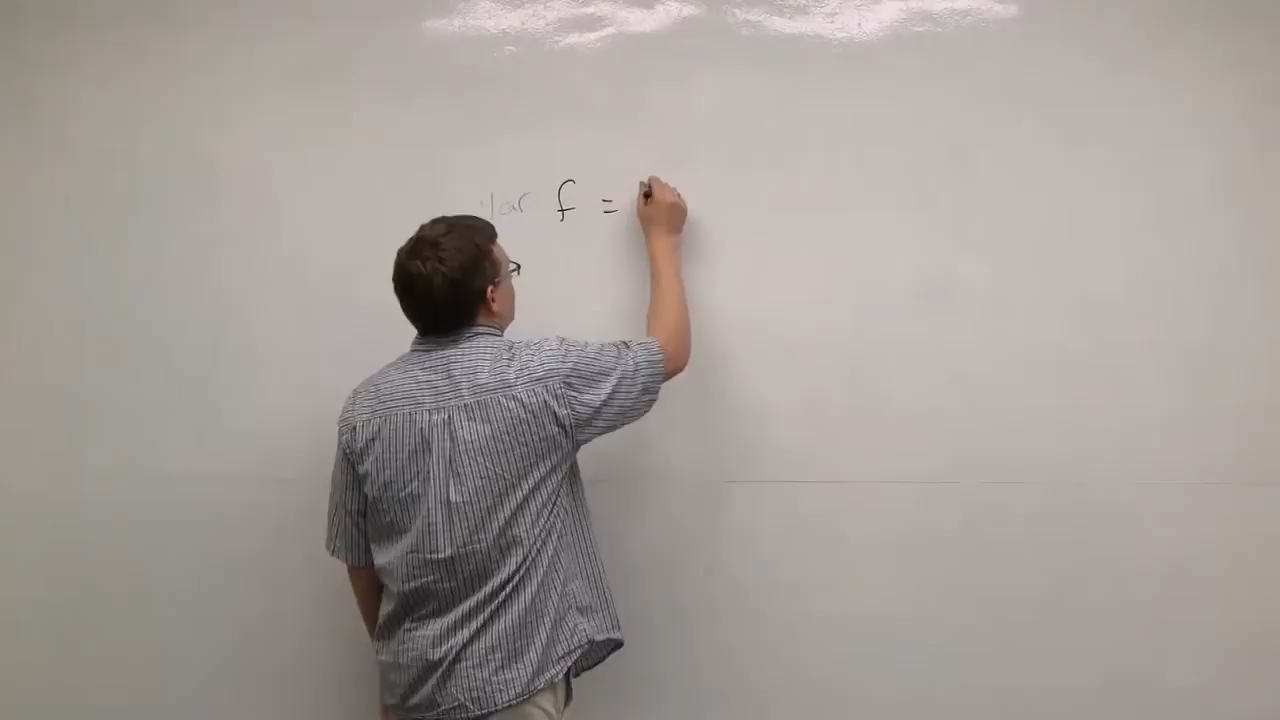 var f =